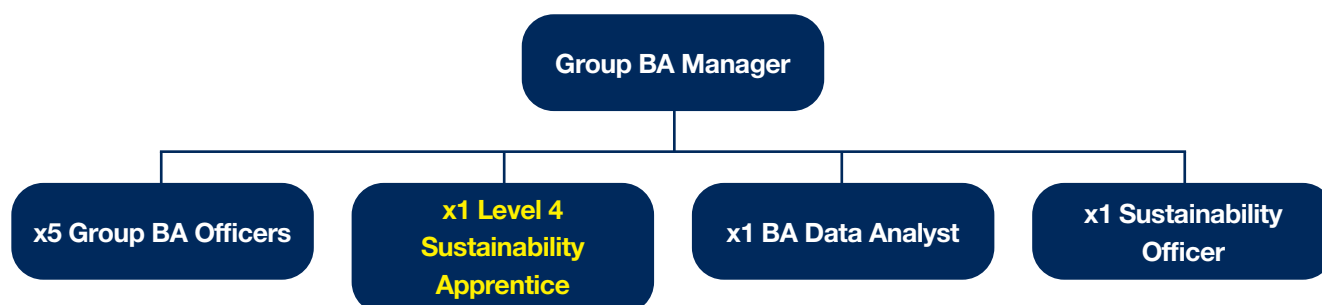 Group BA Manager
x5 Group BA Officers
x1 Level 4
Sustainability
Apprentice
x1 BA Data Analyst
x1 Sustainability
Officer